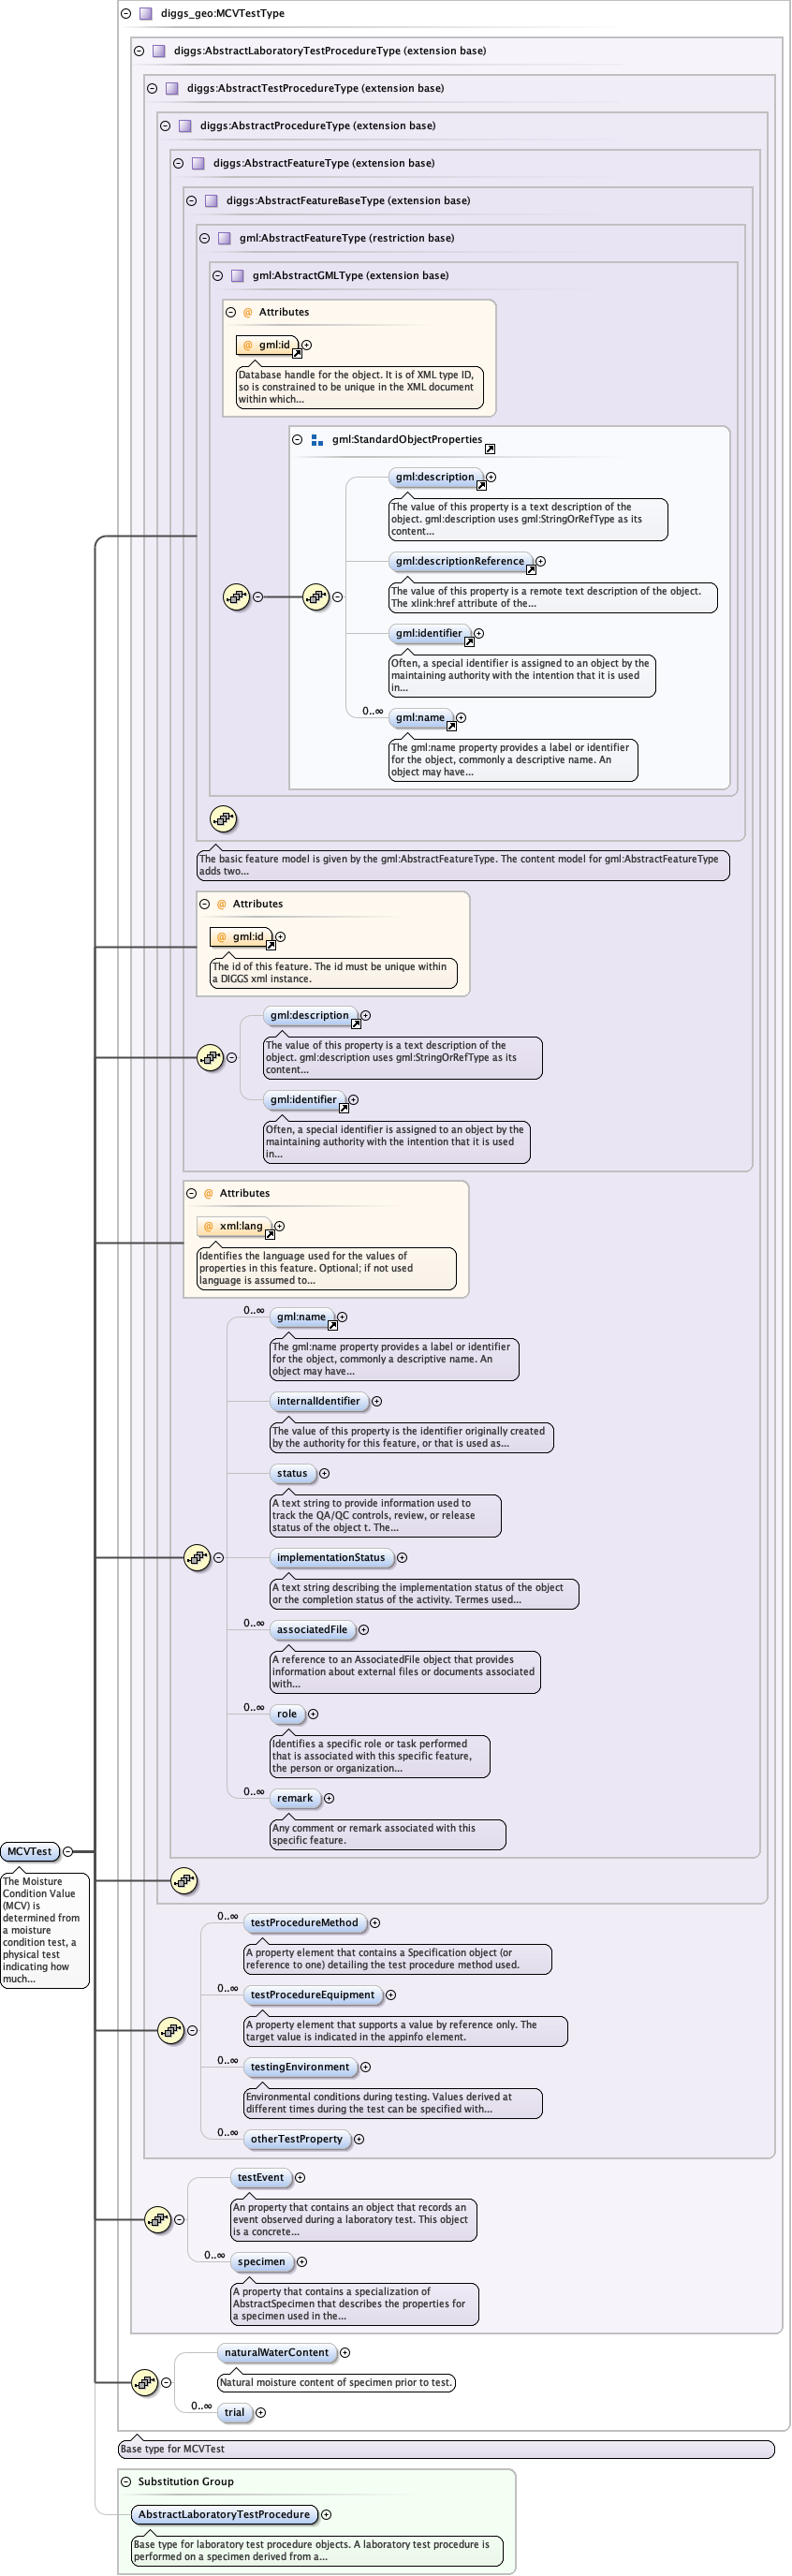 diggs_geo:MCVTestType
diggs:AbstractLaboratoryTestProcedureType (extension base)
diggs:AbstractTestProcedureType (extension base)
diggs:AbstractProcedureType (extension base)
diggs:AbstractFeatureType (extension base)
diggs:AbstractFeatureBaseType (extension base)
gml:AbstractFeatureType (restriction base)
gml:AbstractGMLType (extension base)
@ Attributes
@ gml:id
Database handle for the object. It is of XML type ID,
so is constrained to be unique in the XML document
within which...
gml:StandardObjectProperties
gml:description
The value of this property is a text description of the
object. gml:description uses gml:StringOrRefType as its
content...
gml:descriptionReference
The value of this property is a remote text description of the object.
The xlink:href attribute of the...
gml:identifier
Often, a special identifier is assigned to an object by the
maintaining authority with the intention that it is used
in...
0..∞
gml:name
The gml:name property provides a label or identifier
for the object, commonly a descriptive name. An
object may have...
The basic feature model is given by the gml:AbstractFeatureType. The content model for gml:AbstractFeatureType
adds two...
@ Attributes
@ gml:id
The id of this feature. The id must be unique within
a DIGGS xml instance.
gml:description
The value of this property is a text description of the
object. gml:description uses gml:StringOrRefType as its
content...
gml:identifier
Often, a special identifier is assigned to an object by the
maintaining authority with the intention that it is used
in...
@ Attributes
@ xml:lang
Identifies the language used for the values of
properties in this feature. Optional; if not used
language is assumed to...
0..∞
gml:name
The gml:name property provides a label or identifier
for the object, commonly a descriptive name. An
object may have...
internalIdentifier
The value of this property is the identifier originally created
by the authority for this feature, or that is used as...
status
A text string to provide information used to
track the QA/QC controls, review, or release
status of the object t. The...
implementationStatus
A text string describing the implementation status of the object
or the completion status of the activity. Termes used...
0..∞
associatedFile
A reference to an AssociatedFile object that provides
information about external files or documents associated
with...
0..∞
role
Identifies a specific role or task performed
that is associated with this specific feature,
the person or organization...
0..∞
remark
Any comment or remark associated with this
specific feature.
MCVTest
The Moisture
Condition Value
(MCV) is
determined from
a moisture
condition test, a
physical test
indicating how
much...
0..∞
testProcedureMethod
A property element that contains a Specification object (or
reference to one) detailing the test procedure method used.
0..∞
testProcedureEquipment
A property element that supports a value by reference only. The
target value is indicated in the appinfo element.
0..∞
testingEnvironment
Environmental conditions during testing. Values derived at
different times during the test can be specified with...
0..∞
otherTestProperty
testEvent
An property that contains an object that records an
event observed during a laboratory test. This object
is a concrete...
0..∞
specimen
A property that contains a specialization of
AbstractSpecimen that describes the properties for
a specimen used in the...
naturalWaterContent
Natural moisture content of specimen prior to test.
0..∞
trial
Base type for MCVTest
Substitution Group
AbstractLaboratoryTestProcedure
Base type for laboratory test procedure objects. A laboratory test procedure is
performed on a specimen derived from a...